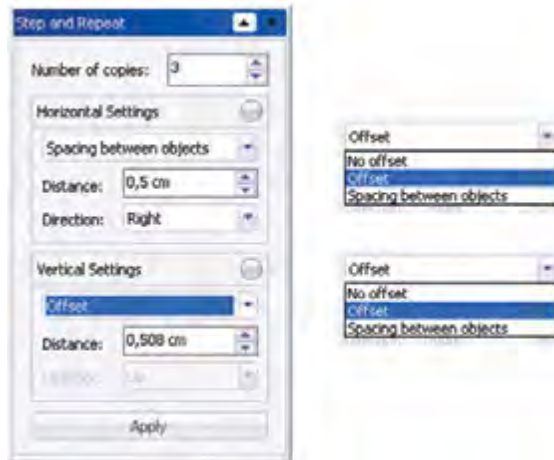 Step and Repeat
Number of copies: 3
Horizontal Settings
Spacing between objects
Distance: 0,5 cm
Direction: Right
Vertical Settings
Offset
Distance: 0,508 cm
Apply
Offset
No offset
Offset
Spacing between objects
Offset
No offset
Offset
Spacing between objects